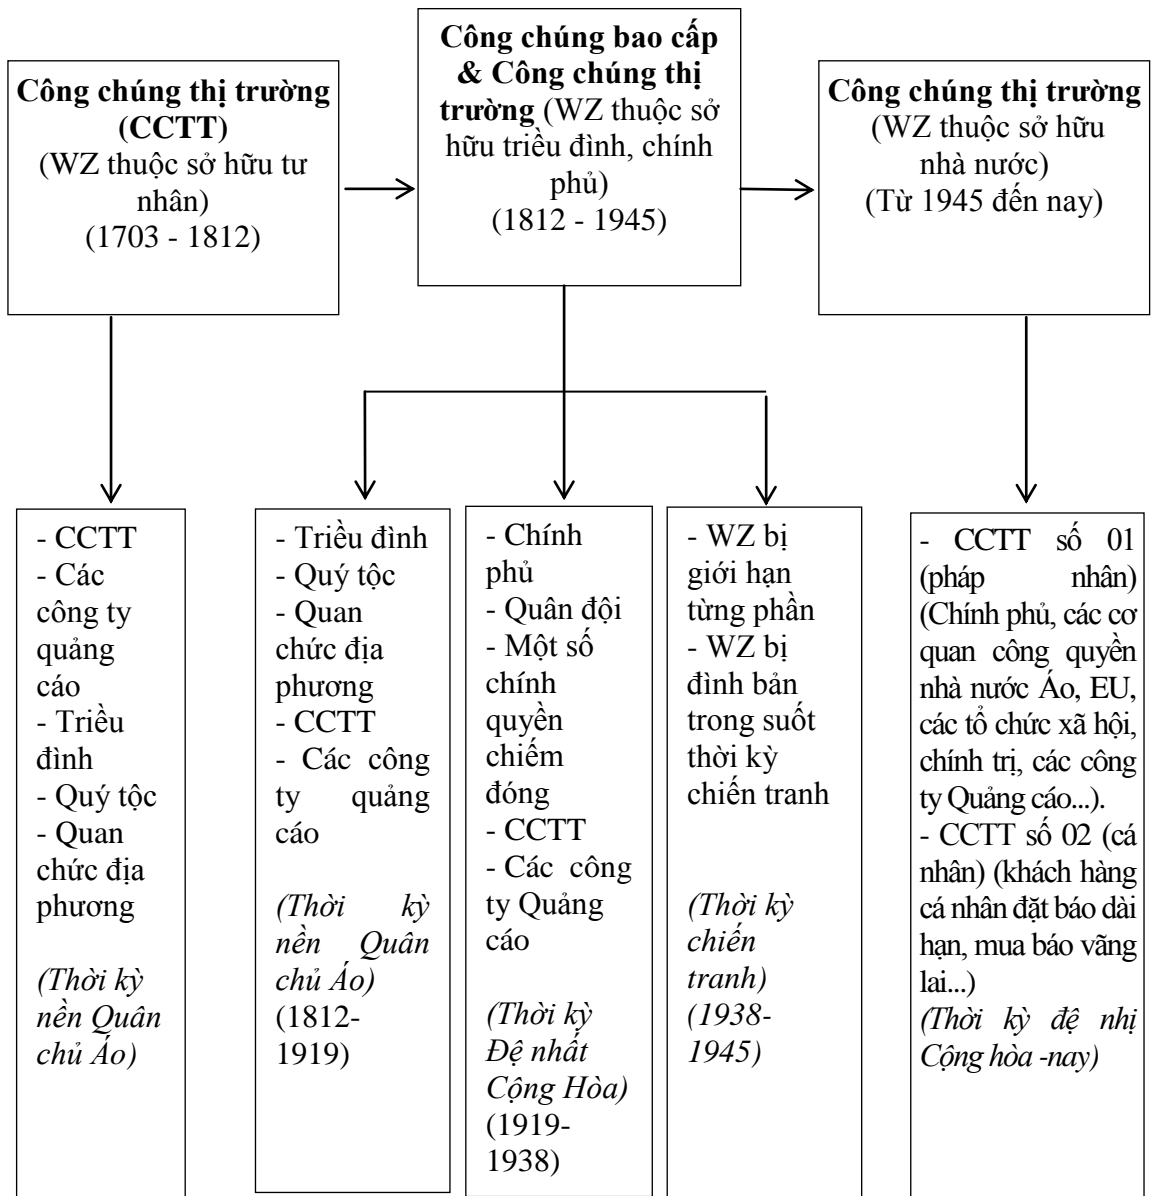 Công chúng thị trường
(CCTT)
(WZ thuộc sở hữu tư
nhân)
(1703 - 1812)
Công chúng bao cấp
& Công chúng thị
trường (WZ thuộc sở
hữu triều đình, chính
phủ)
(1812 - 1945)
Công chúng thị trường
(WZ thuộc sở hữu
nhà nước)
(Từ 1945 đến nay)
- CCTT
- Các
công ty
quảng
cáo
- Triều
đình
- Quý tộc
- Quan
chức địa
phương
(Thời kỳ
nền Quân
chủ Áo)
- Triều đình
- Quý tộc
- Quan
chức địa
phương
- CCTT
- Các công
ty quảng
cáo
(Thời kỳ
nền Quân
chủ Áo)
(1812-
1919)
- Chính
phủ
- Quân đội
- Một số
chính
quyền
chiếm
đóng
- CCTT
- Các công
ty Quảng
cáo
(Thời kỳ
Đệ nhất
Cộng Hòa)
(1919-
1938)
- WZ bị
giới hạn
từng phần
- WZ bị
đình bản
trong suốt
thời kỳ
chiến tranh
(Thời kỳ
chiến
tranh)
(1938-
1945)
- CCTT số 01
(pháp nhân)
(Chính phủ, các cơ
quan công quyền
nhà nước Áo, EU,
các tổ chức xã hội,
chính trị, các công
ty Quảng cáo...).
- CCTT số 02 (cá
nhân) (khách hàng
cá nhân đặt báo dài
hạn, mua báo vãng
lai...)
(Thời kỳ đệ nhị
Cộng hòa -nay)